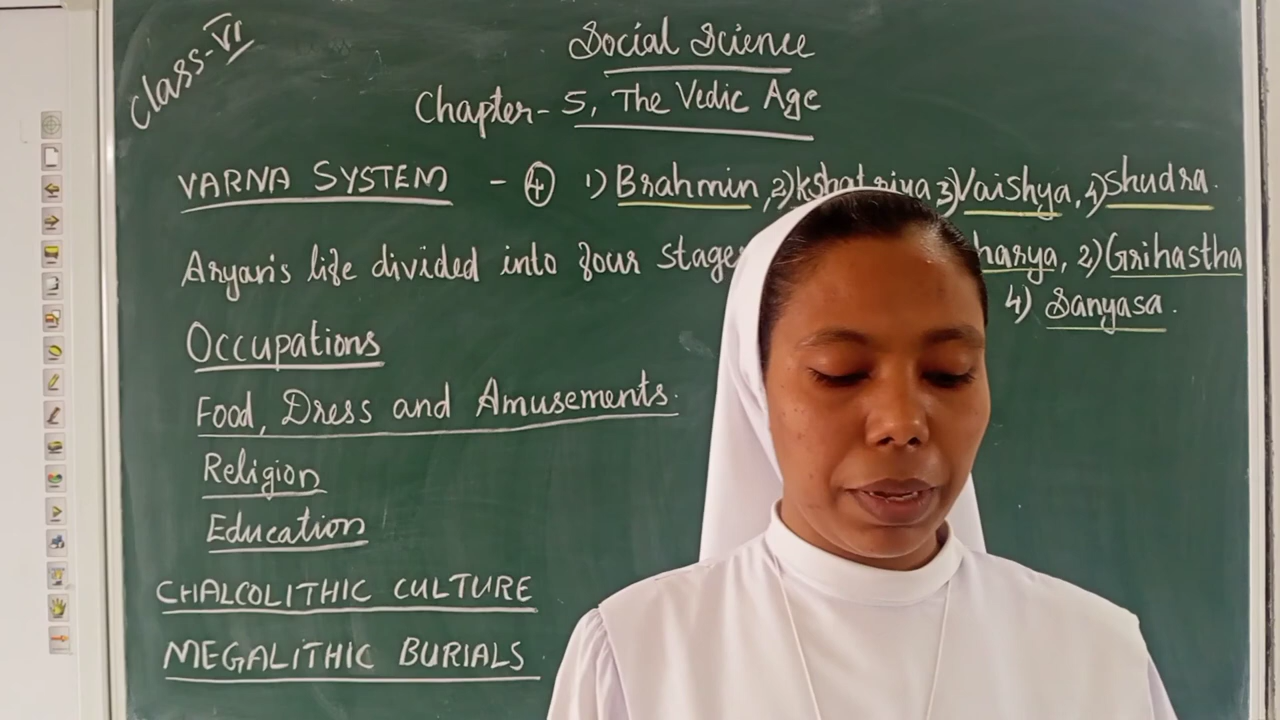 Class-VI
Social Science
Chapter- 5, The Vedic Age
VARNA SYSTEM - 4 1) Brahmin, 2) kshatriya, 3) Vaishya, 4) Shudra.
Aryan's life divided into four stage harya, 2) Grihastha
4) Sanyasa.
Occupations
Food, Dress and Amusements.
Religion
Education
CHALCOLITHIC CULTURE
MEGALITHIC BURIALS